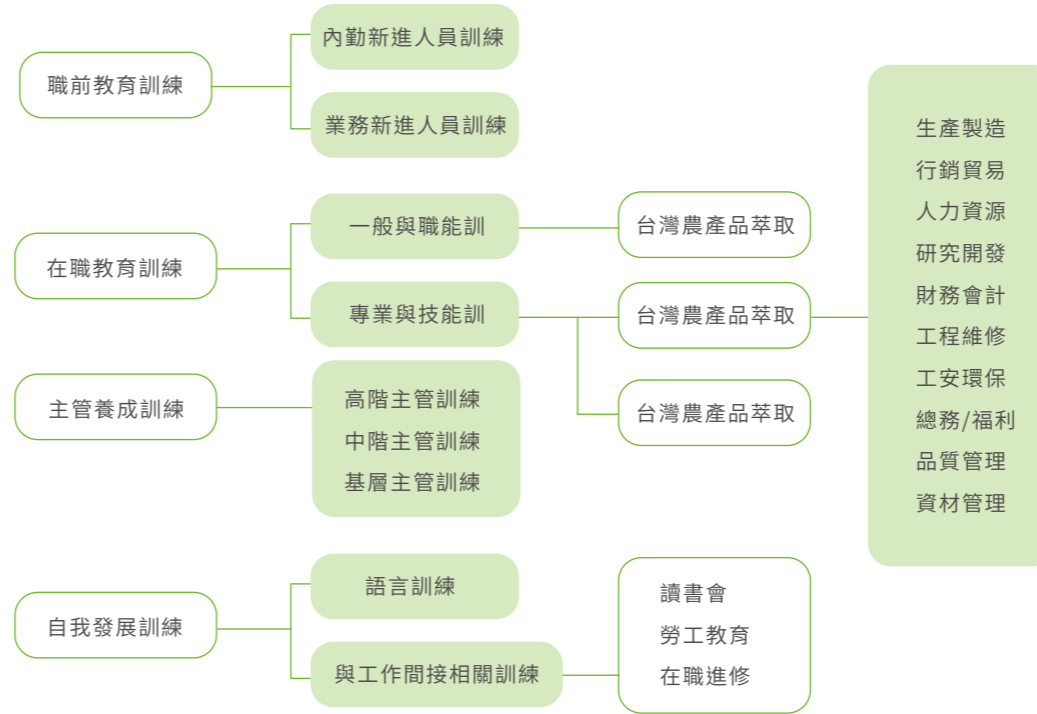 職前教育訓練
內勤新進人員訓練
業務新進人員訓練
在職教育訓練
一般與職能訓
台灣農產品萃取
專業與技能訓
台灣農產品萃取
台灣農產品萃取
生產製造
行銷貿易
人力資源
研究開發
財務會計
工程維修
工安環保
總務/福利
品質管理
資材管理
主管養成訓練
高階主管訓練
中階主管訓練
基層主管訓練
自我發展訓練
語言訓練
與工作間接相關訓練
讀書會
勞工教育
在職進修